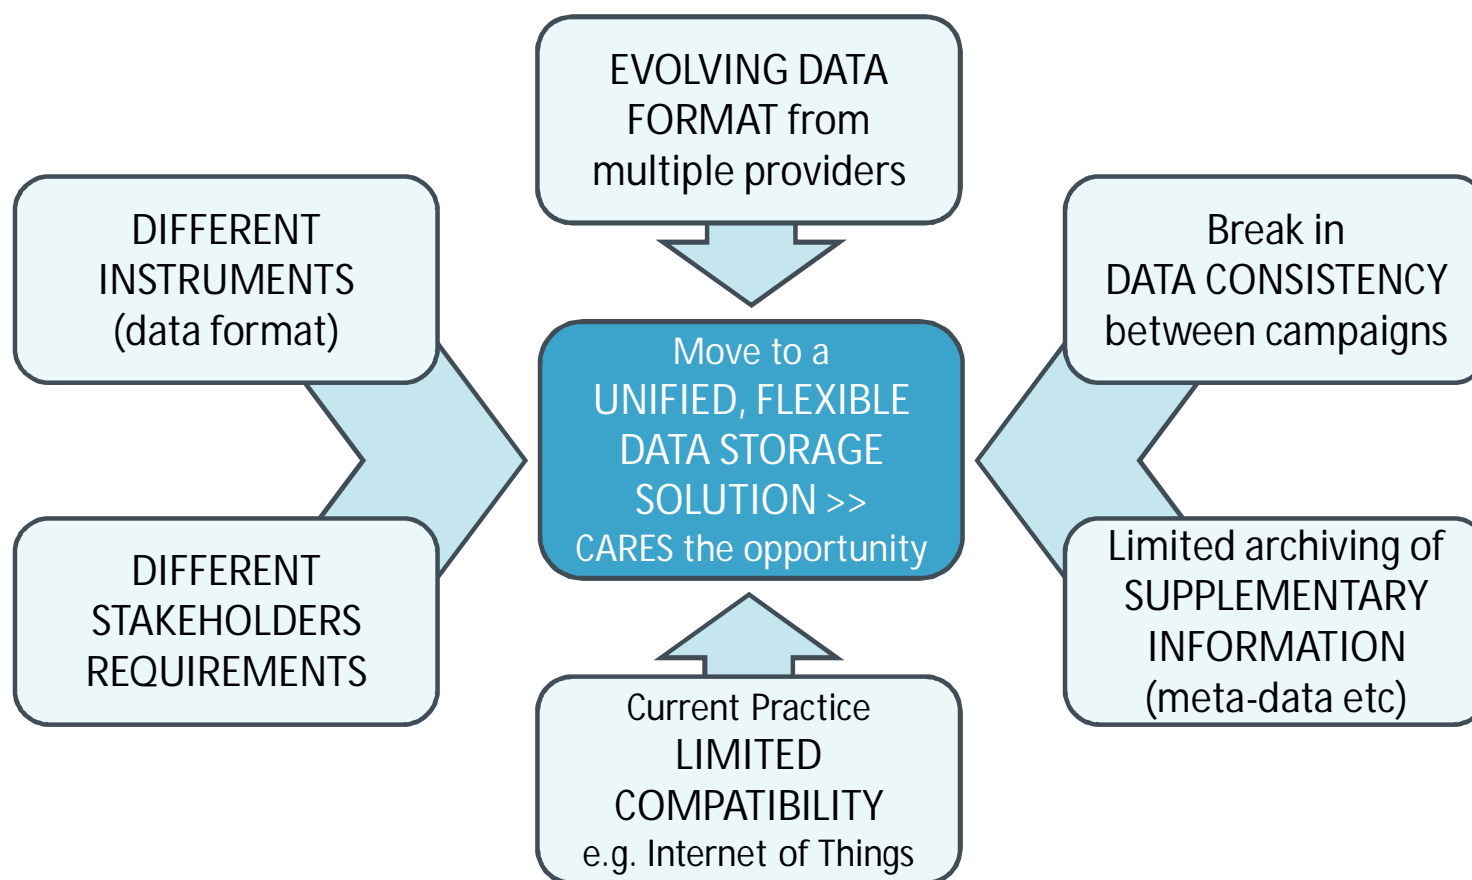 EVOLVING DATA
FORMAT from
multiple providers
DIFFERENT
INSTRUMENTS
(data format)
Break in
DATA CONSISTENCY
between campaigns
Move to a
UNIFIED, FLEXIBLE
DATA STORAGE
SOLUTION >>
CARES the opportunity
DIFFERENT
STAKEHOLDERS
REQUIREMENTS
Limited archiving of
SUPPLEMENTARY
INFORMATION
(meta-data etc)
Current Practice
LIMITED
COMPATIBILITY
e.g. Internet of Things